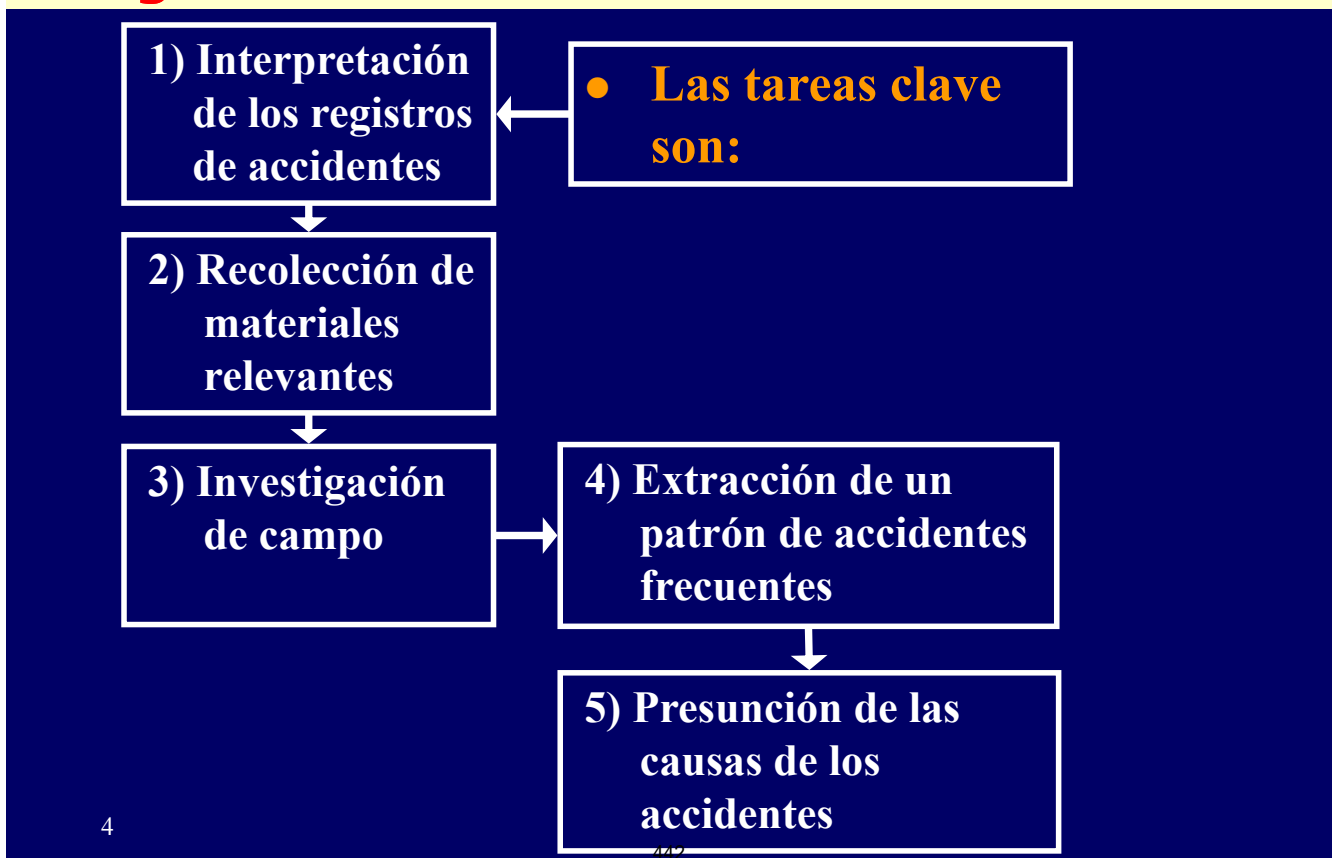 ● Las tareas clave
son:
1) Interpretación
de los registros
de accidentes
2) Recolección de
materiales
relevantes
3) Investigación
de campo
4) Extracción de un
patrón de accidentes
frecuentes
5) Presunción de las
causas de los
accidentes
4